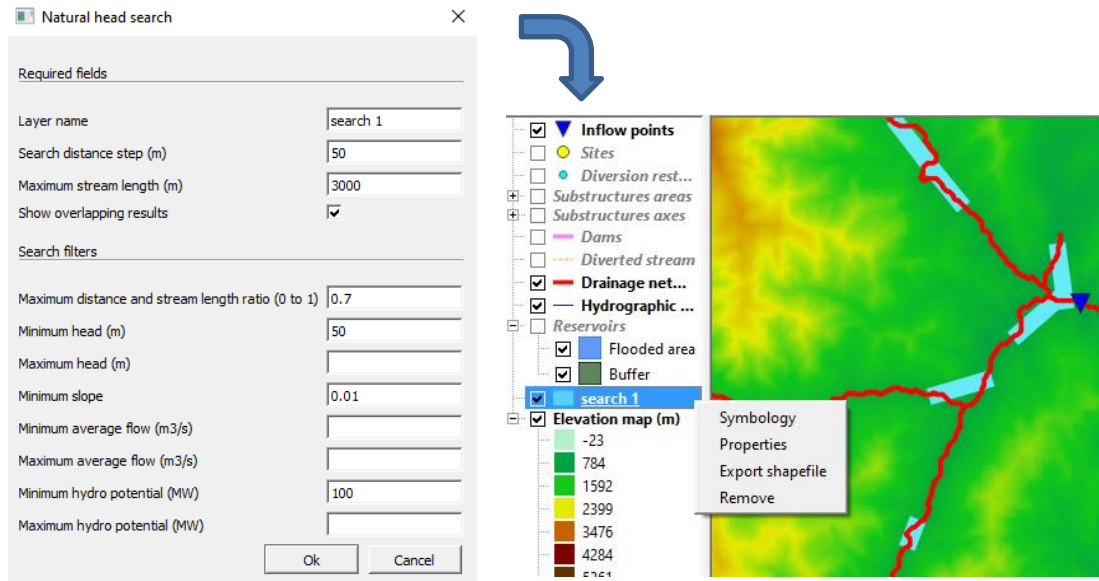 Natural head search
Required fields
Layer name search 1
Search distance step (m) 50
Maximum stream length (m) 3000
Show overlapping results
Search filters
Maximum distance and stream length ratio (0 to 1) 0.7
Minimum head (m) 50
Maximum head (m)
Minimum slope 0.01
Minimum average flow (m3/s)
Maximum average flow (m3/s)
Minimum hydro potential (MW) 100
Maximum hydro potential (MW)
Ok Cancel
Inflow points
Sites
Diversion rest...
Substructures areas
Substructures axes
Dams
Diverted stream
Drainage net...
Hydrographic ...
Reservoirs
Flooded area
Buffer
search 1
Elevation map (m)
-23
784
1592
2399
3476
4284
Symbology
Properties
Export shapefile
Remove